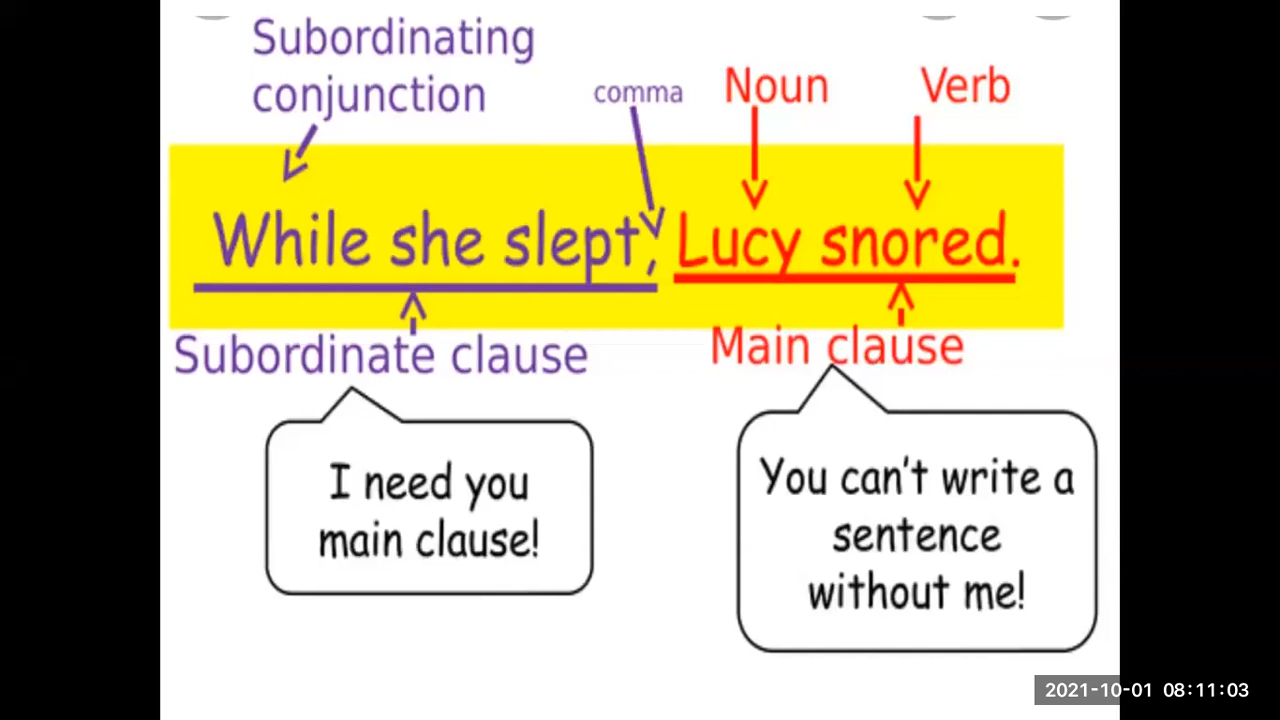 Subordinating
conjunction
comma
Noun
Verb
While she slept, Lucy snored.
Subordinate clause
Main clause
I need you
main clause!
You can't write a
sentence
without me!
2021-10-01 08:11:03